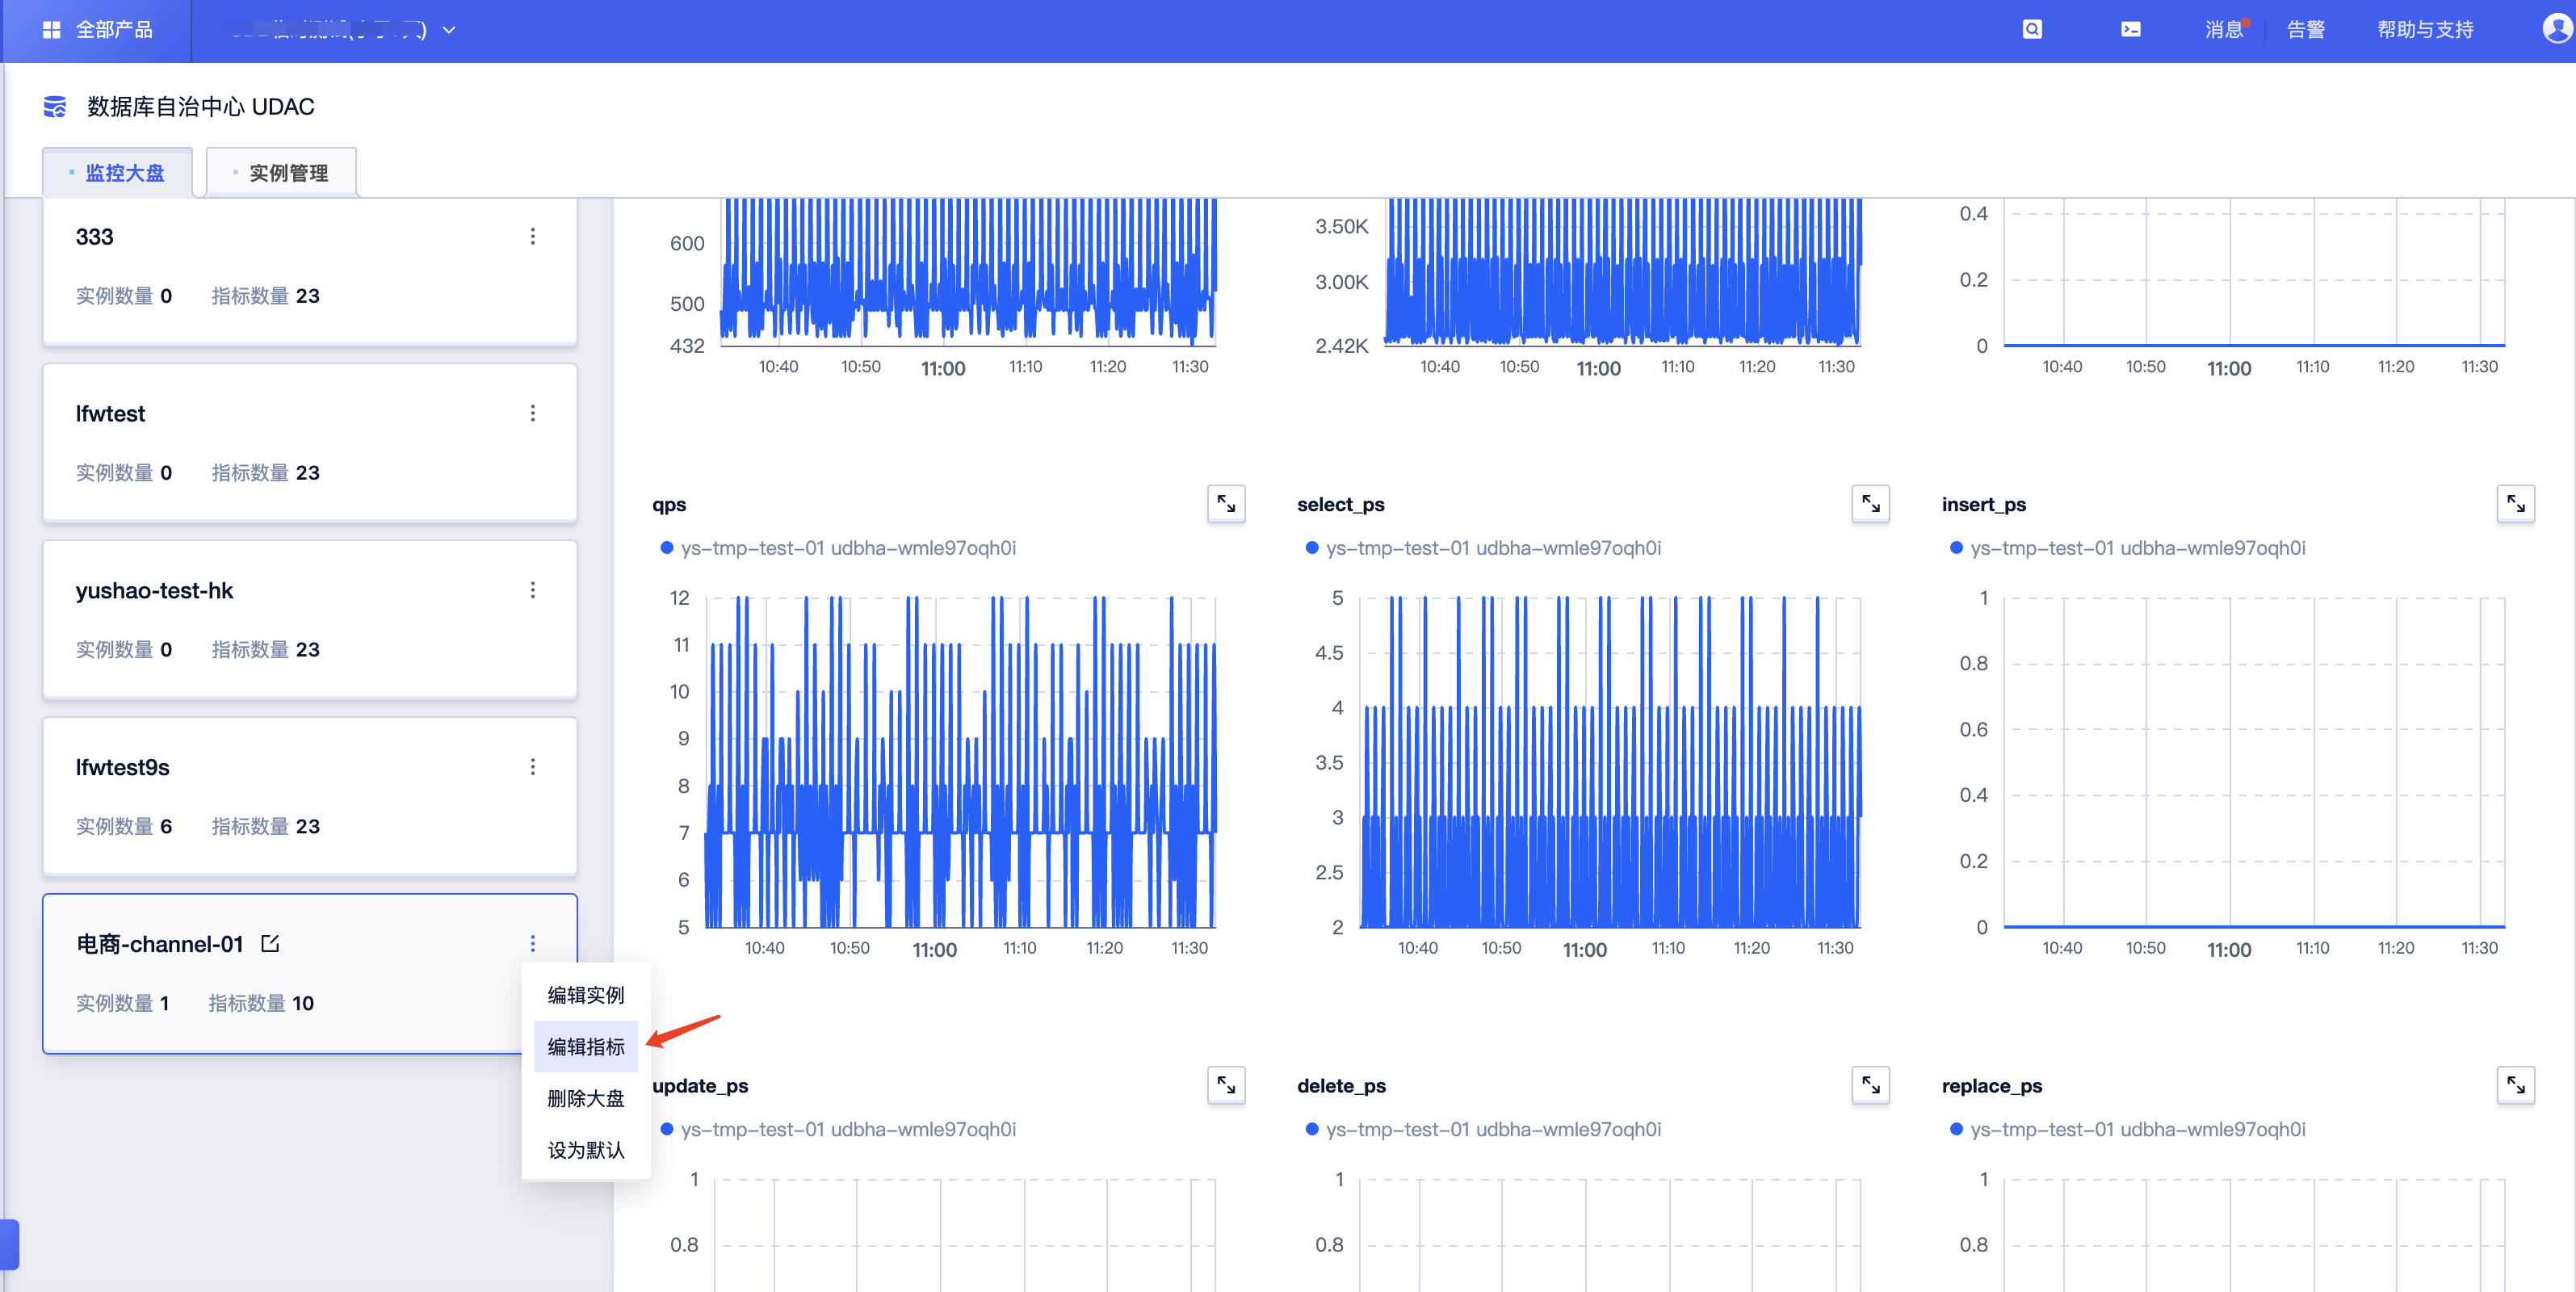 全部产品
消息
告警
帮助与支持
数据库自治中心 UDAC
监控大盘
实例管理
333
实例数量 0 指标数量 23
lfwtest
实例数量 0 指标数量 23
yushao-test-hk
实例数量 0 指标数量 23
lfwtest9s
实例数量 6 指标数量 23
电商-channel-01
实例数量 1 指标数量 10
编辑实例
编辑指标
删除大盘
设为默认
600
500
432
10:40 10:50 11:00 11:10 11:20 11:30
3.50K
3.00K
2.42K
10:40 10:50 11:00 11:10 11:20 11:30
0.4
0.2
0
10:40 10:50 11:00 11:10 11:20 11:30
qps
ys-tmp-test-01 udbha-wmle97oqh0i
12
11
10
9
8
7
6
5
10:40 10:50 11:00 11:10 11:20 11:30
select_ps
ys-tmp-test-01 udbha-wmle97oqh0i
5
4.5
4
3.5
3
2.5
2
10:40 10:50 11:00 11:10 11:20 11:30
insert_ps
ys-tmp-test-01 udbha-wmle97oqh0i
1
0.8
0.6
0.4
0.2
0
10:40 10:50 11:00 11:10 11:20 11:30
update_ps
ys-tmp-test-01 udbha-wmle97oqh0i
1
0.8
delete_ps
ys-tmp-test-01 udbha-wmle97oqh0i
1
0.8
replace_ps
ys-tmp-test-01 udbha-wmle97oqh0i
1
0.8